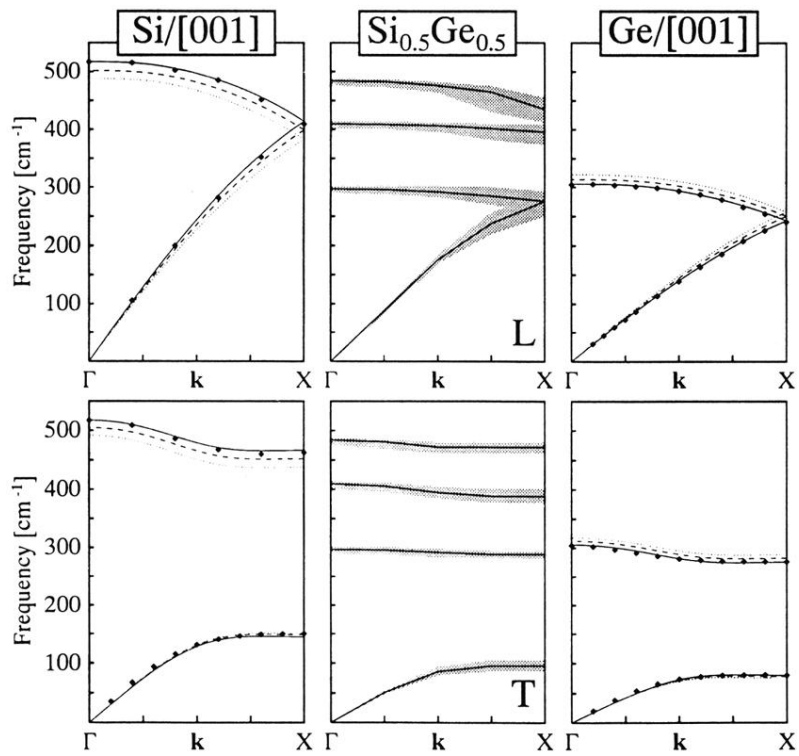 Si/[001]
Si0.5Ge0.5
Ge/[001]
Frequency [cm-1]
500
400
300
200
100
L
Γ k X
Γ k X
Γ k X
Frequency [cm-1]
500
400
300
200
100
T
Γ k X
Γ k X
Γ k X